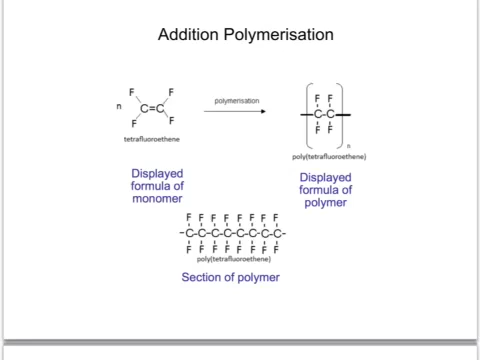 Addition Polymerisation
F F
n C=C
F F
polymerisation
tetrafluoroethene
F F
C-C
F F
n
poly(tetrafluoroethene)
Displayed
formula of
monomer
Displayed
formula of
polymer
F F F F F F F F
-C-C-C-C-C-C-C-C-
F F F F F F F F
poly(tetrafluoroethene)
Section of polymer